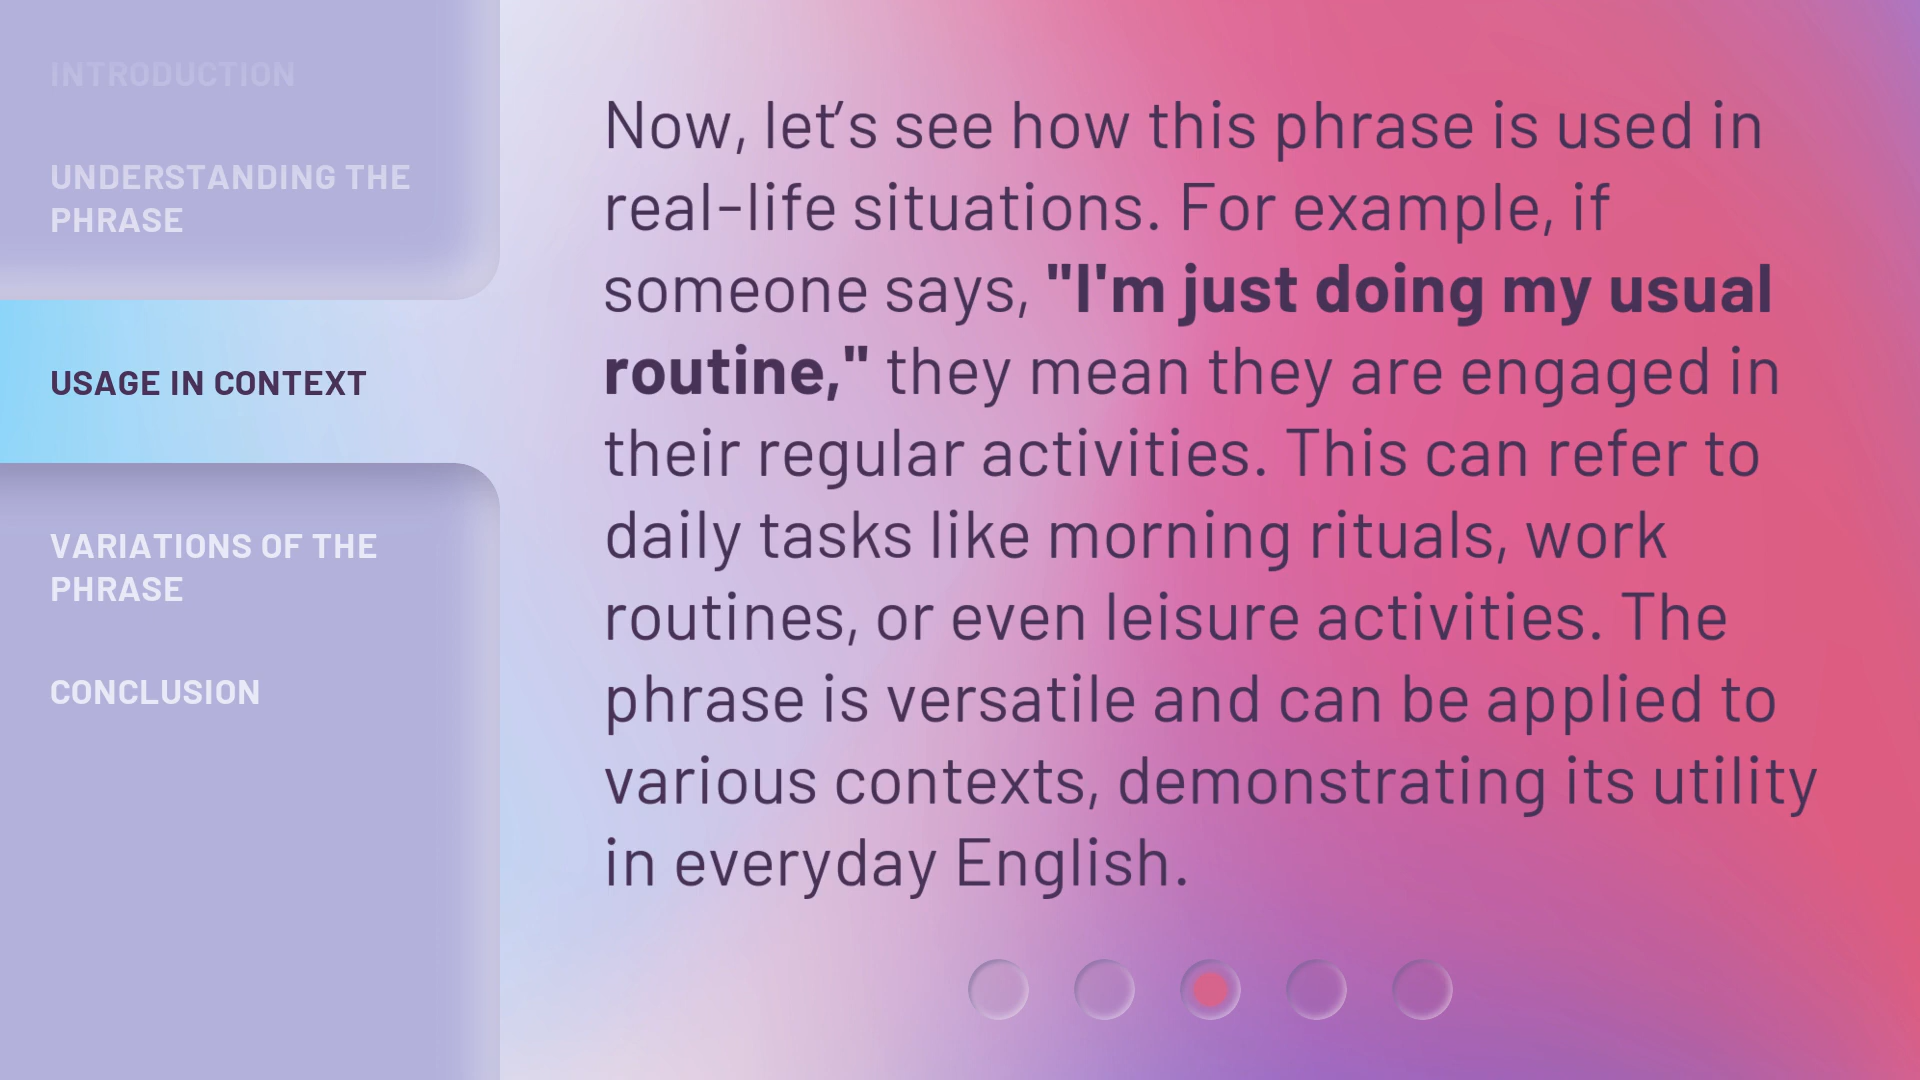 INTRODUCTION
UNDERSTANDING THE
PHRASE
USAGE IN CONTEXT
VARIATIONS OF THE
PHRASE
CONCLUSION
Now, let’s see how this phrase is used in
real-life situations. For example, if
someone says, "I'm just doing my usual
routine," they mean they are engaged in
their regular activities. This can refer to
daily tasks like morning rituals, work
routines, or even leisure activities. The
phrase is versatile and can be applied to
various contexts, demonstrating its utility
in everyday English.